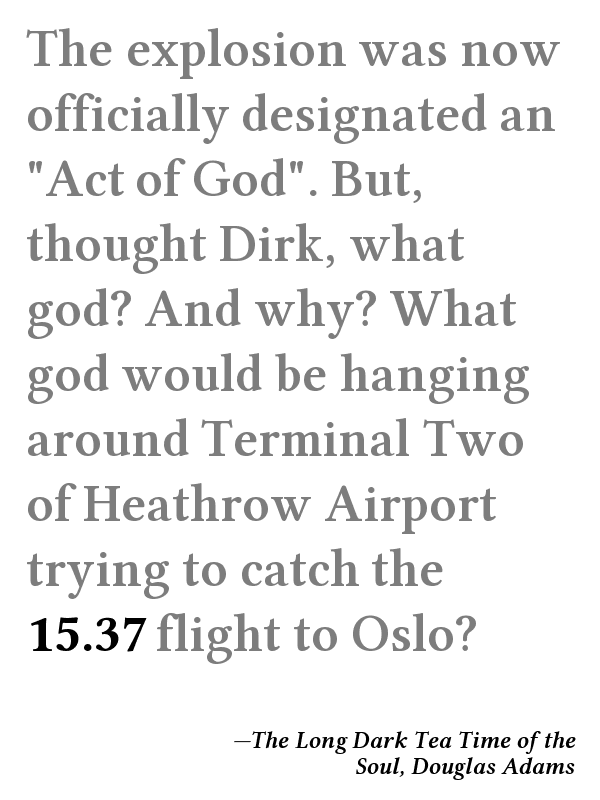 The explosion was now
officially designated an
"Act of God". But,
thought Dirk, what
god? And why? What
god would be hanging
around Terminal Two
of Heathrow Airport
trying to catch the
15.37 flight to Oslo?
—The Long Dark Tea Time of the
Soul, Douglas Adams